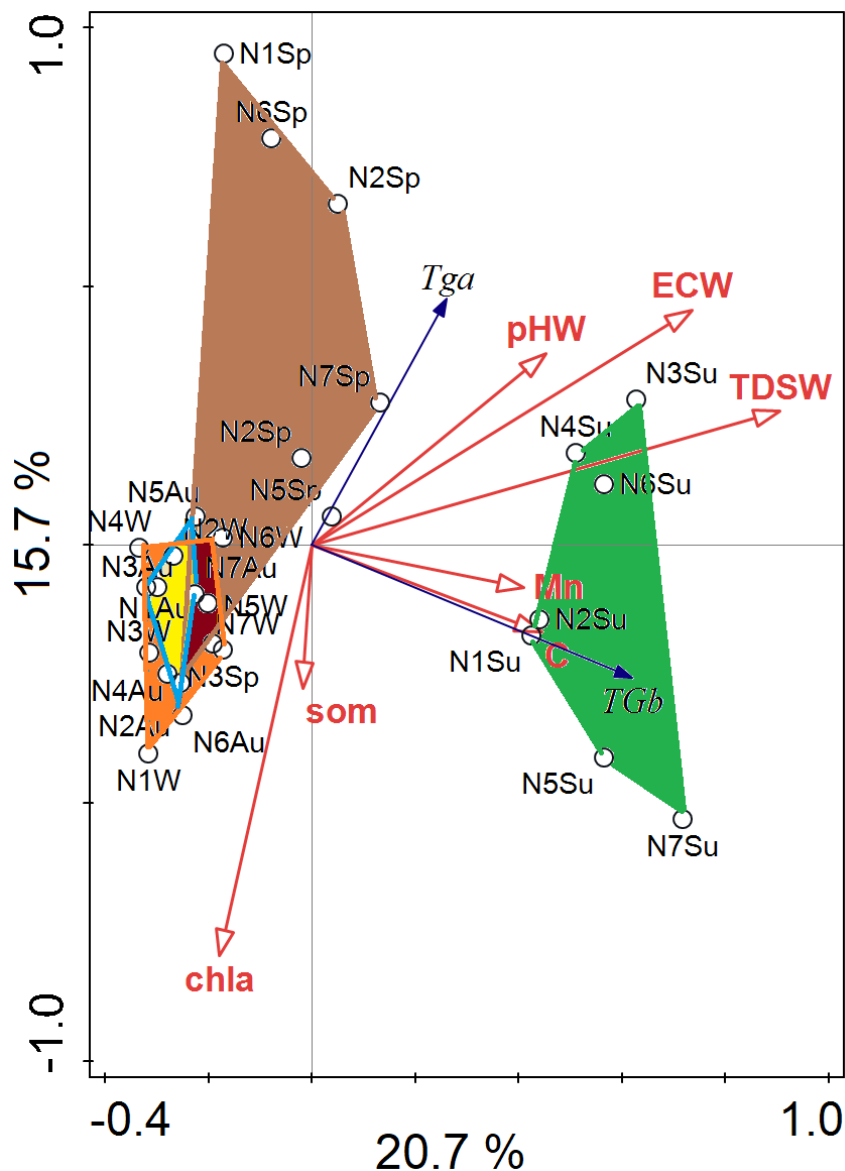 1.0
N1Sp
N6Sp
N2Sp
Tga
ECW
pHW
N7Sp
N3Su
TDSW
N2Sp
N4Su
N5Sp
N6Su
N5Au
N4W
N2W
N6W
15.7 %
N3Au
N7Au
Mn
N1Au
N5W
N2Su
N3W
N7W
N1Su
C
N4Au
N3Sp
TGb
som
N2Au
N6Au
N1W
N5Su
N7Su
chla
-1.0
-0.4
1.0
20.7 %